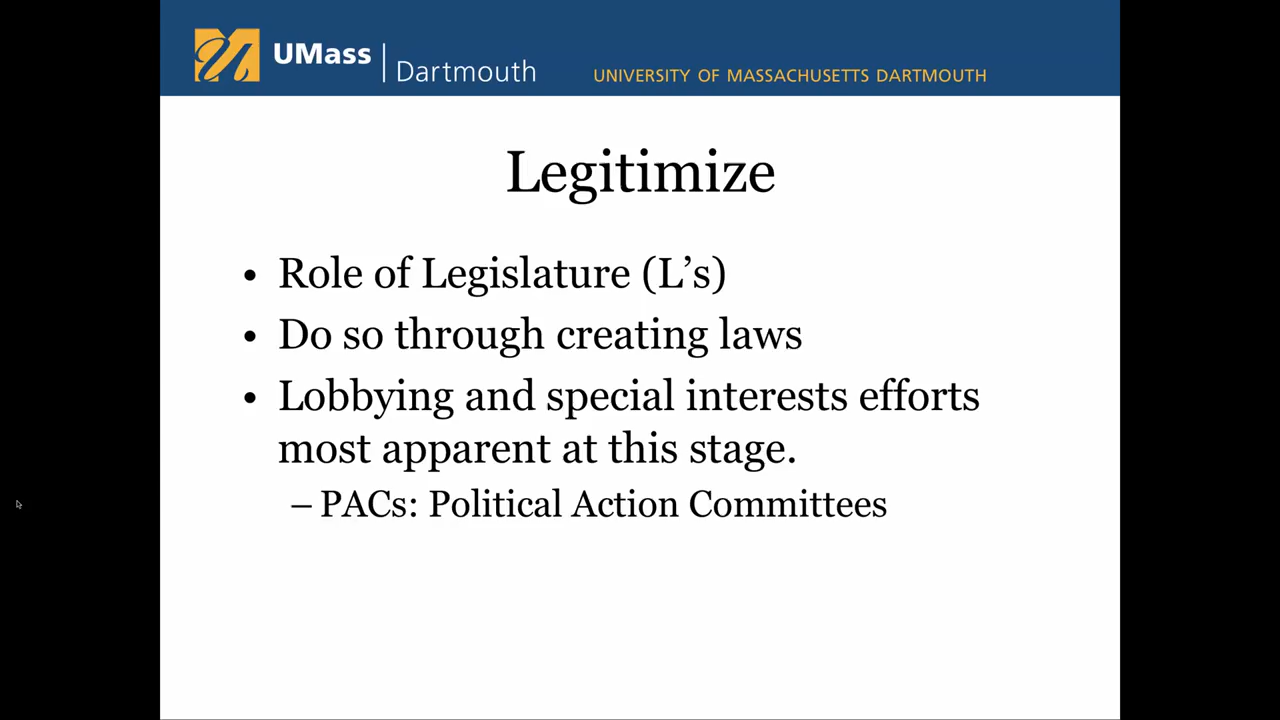 UMass | Dartmouth
UNIVERSITY OF MASSACHUSETTS DARTMOUTH
Legitimize
• Role of Legislature (L’s)
• Do so through creating laws
• Lobbying and special interests efforts
most apparent at this stage.
– PACs: Political Action Committees